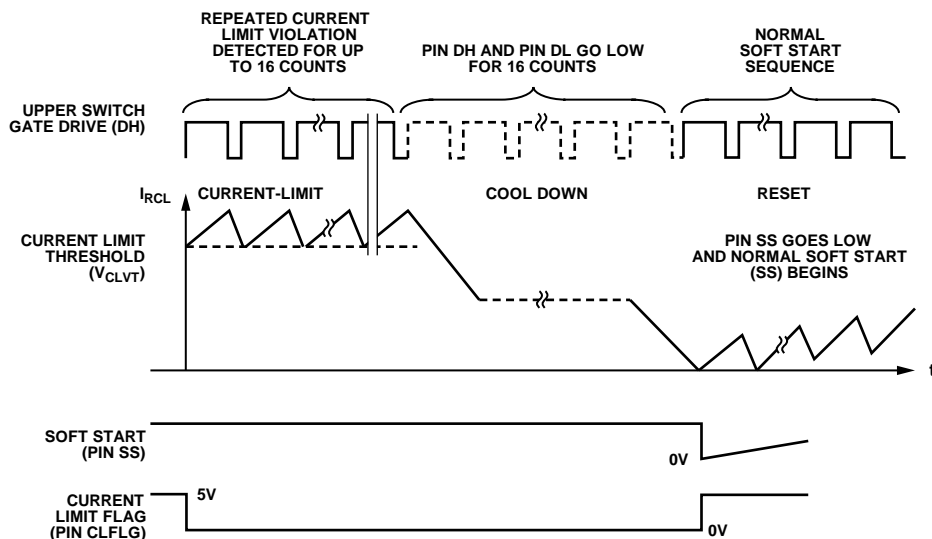 REPEATED CURRENT
LIMIT VIOLATION
DETECTED FOR UP
TO 16 COUNTS
PIN DH AND PIN DL GO LOW
FOR 16 COUNTS
NORMAL
SOFT START
SEQUENCE
UPPER SWITCH
GATE DRIVE (DH)
IRCL
CURRENT-LIMIT
COOL DOWN
RESET
CURRENT LIMIT
THRESHOLD
(VCLVT)
PIN SS GOES LOW
AND NORMAL SOFT START
(SS) BEGINS
t
SOFT START
(PIN SS)
0V
5V
CURRENT
LIMIT FLAG
(PIN CLFLG)
0V